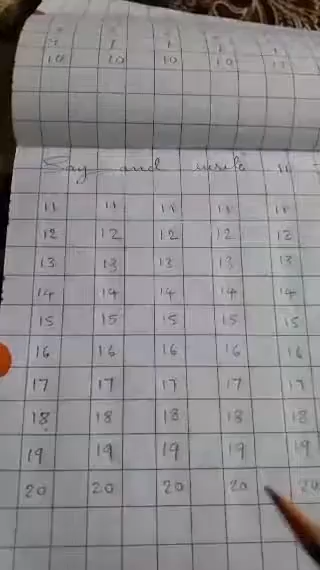 10 10 10 10
Say and write 11
11 11 11 11 11
12 12 12 12 12
13 13 13 13 13
14 14 14 14 14
15 15 15 15 15
16 16 16 16 16
17 17 17 17 17
18 18 18 18 18
19 19 19 19 19
20 20 20 20 20